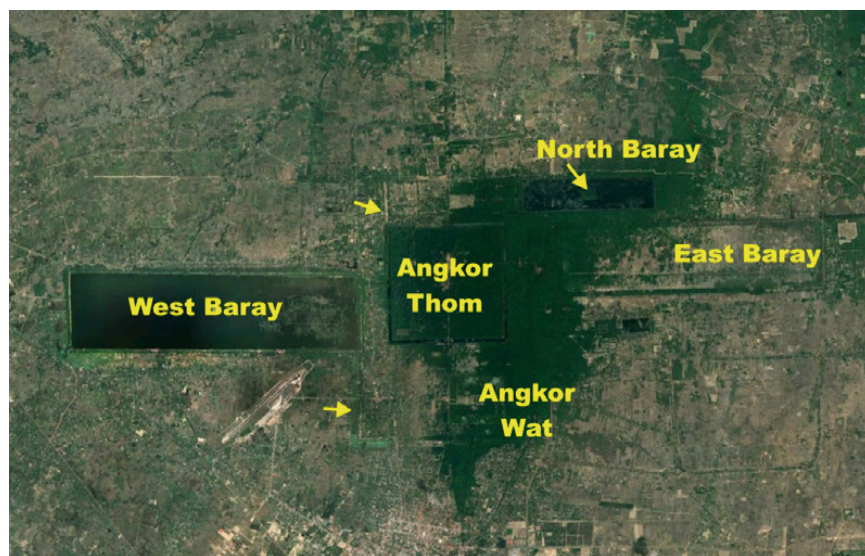 North Baray
East Baray
Angkor
Thom
West Baray
Angkor
Wat